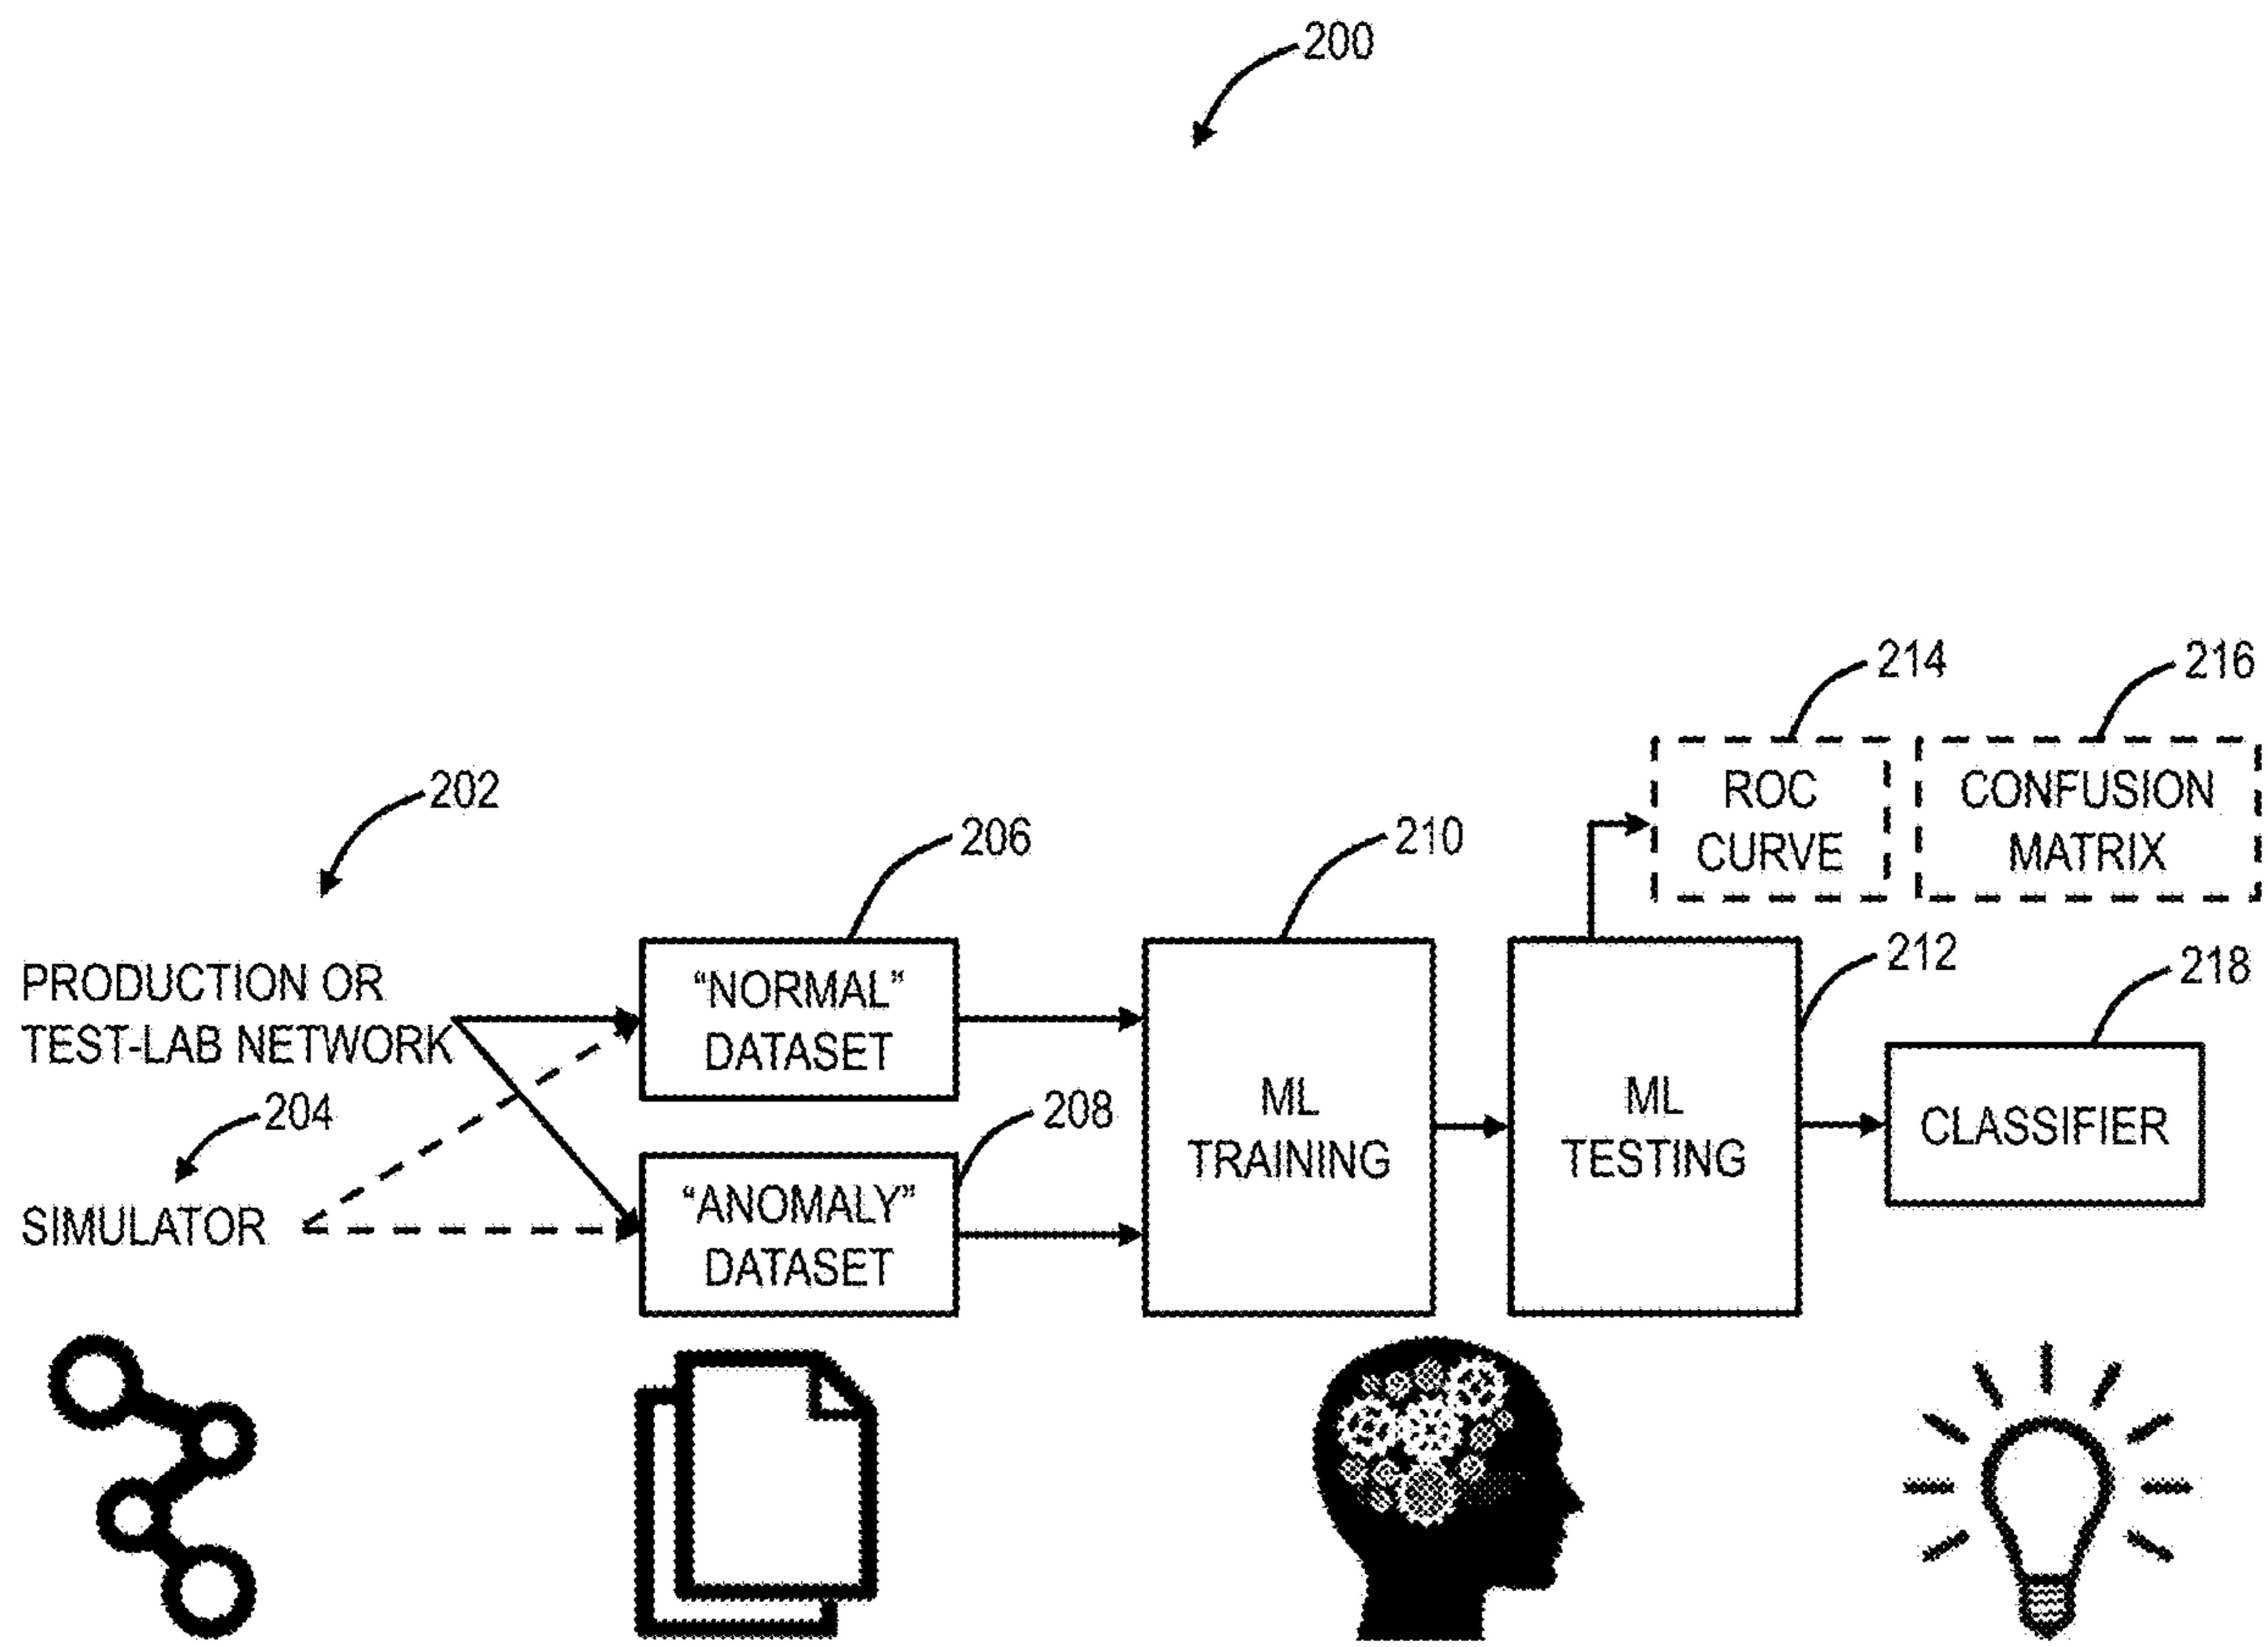 200
214
216
ROC
CURVE
CONFUSION
MATRIX
202
206
210
212
218
PRODUCTION OR
TEST-LAB NETWORK
“NORMAL”
DATASET
204
208
ML
TRAINING
ML
TESTING
CLASSIFIER
SIMULATOR
“ANOMALY”
DATASET